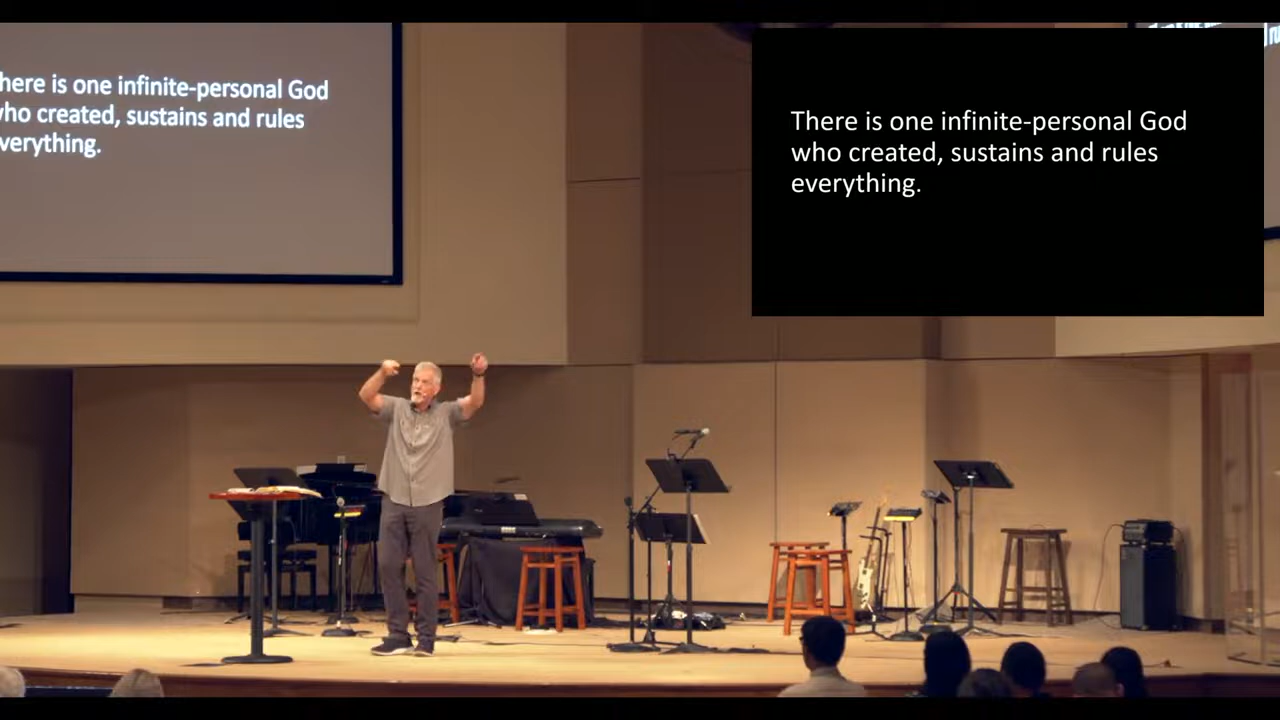 here is one infinite-personal God
who created, sustains and rules
verything.
There is one infinite-personal God
who created, sustains and rules
everything.